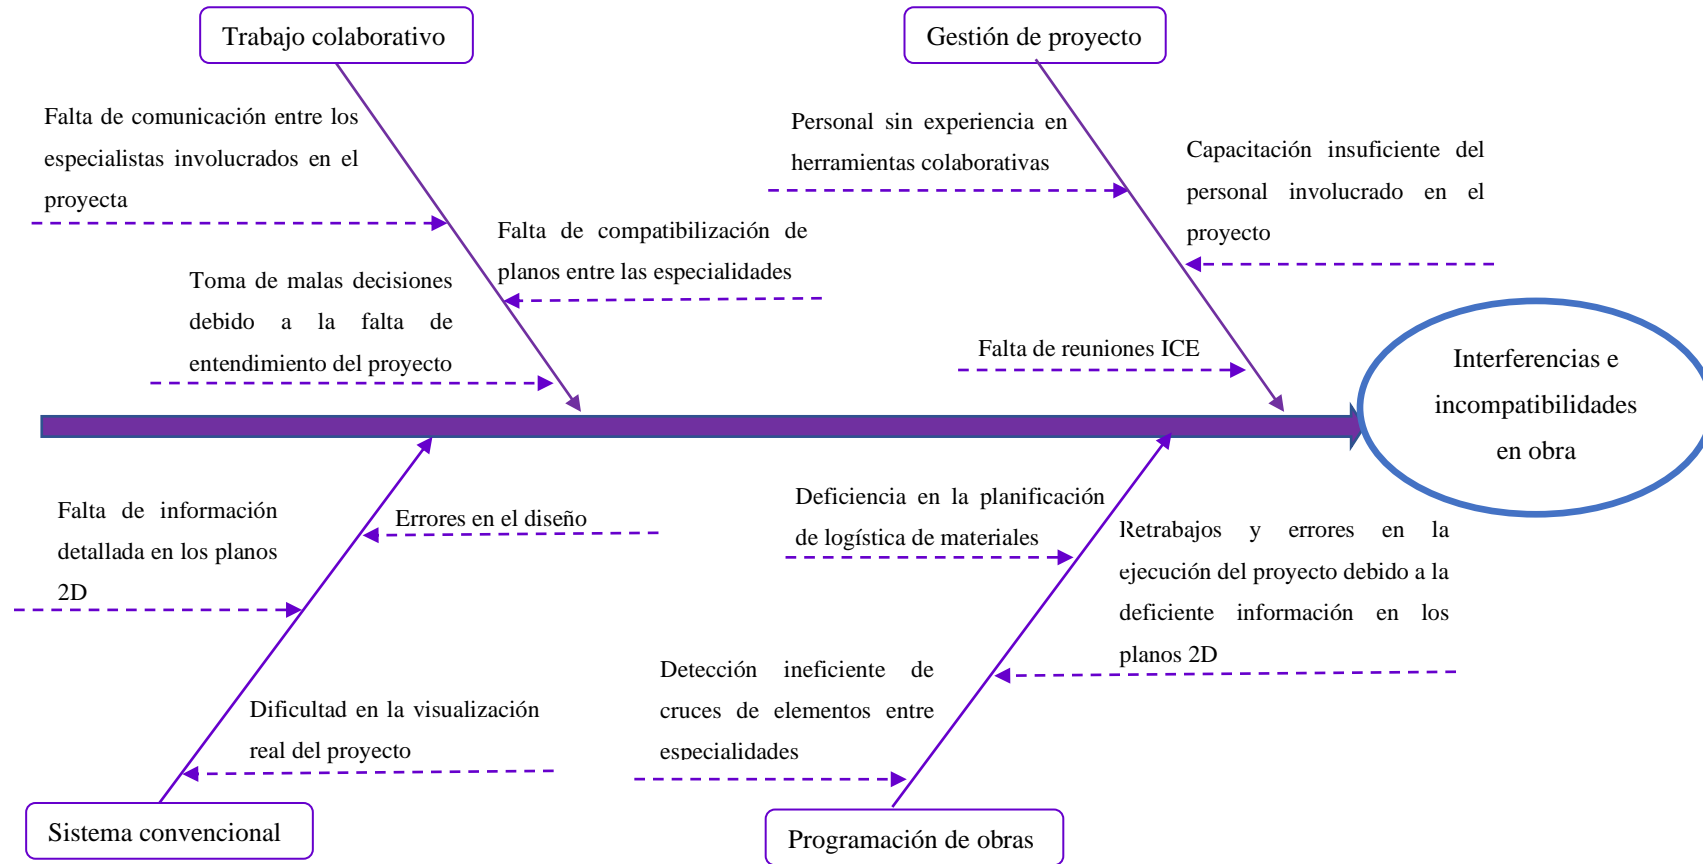 Trabajo colaborativo
Gestión de proyecto
Falta de comunicación entre los
especialistas involucrados en el
proyecta
Personal sin experiencia en
herramientas colaborativas
Capacitación insuficiente del
personal involucrado en el
proyecto
Falta de compatibilización de
planos entre las especialidades
Toma de malas decisiones
debido a la falta de
entendimiento del proyecto
Falta de reuniones ICE
Interferencias e
incompatibilidades
en obra
Falta de información
detallada en los planos
2D
Errores en el diseño
Deficiencia en la planificación
de logística de materiales
Retrabajos y errores en la
ejecución del proyecto debido a la
deficiente información en los
planos 2D
Dificultad en la visualización
real del proyecto
Detección ineficiente de
cruces de elementos entre
especialidades
Sistema convencional
Programación de obras